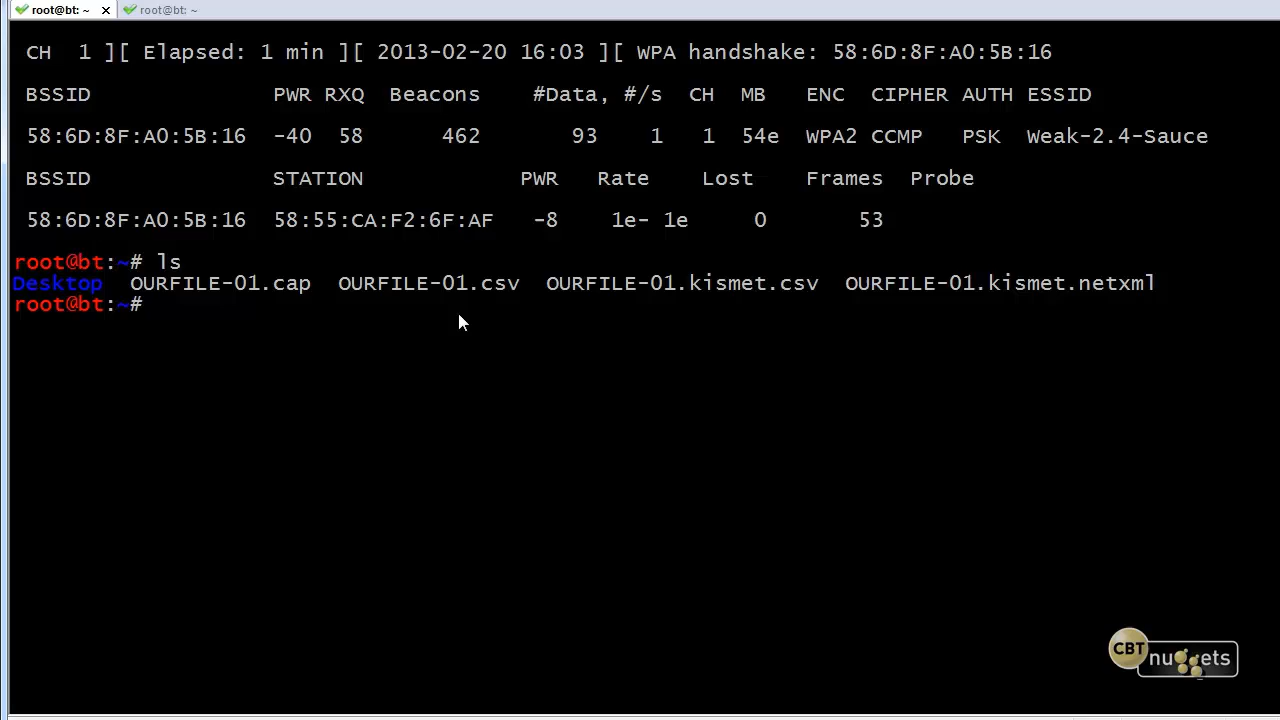 root@bt: ~ root@bt: ~
CH 1 ][ Elapsed: 1 min ][ 2013-02-20 16:03 ][ WPA handshake: 58:6D:8F:A0:5B:16
BSSID PWR RXQ Beacons #Data, #/s CH MB ENC CIPHER AUTH ESSID
58:6D:8F:A0:5B:16 -40 58 462 93 1 1 54e WPA2 CCMP PSK Weak-2.4-Sauce
BSSID STATION PWR Rate Lost Frames Probe
58:6D:8F:A0:5B:16 58:55:CA:F2:6F:AF -8 1e- 1e 0 53
root@bt:~# ls
Desktop OURFILE-01.cap OURFILE-01.csv OURFILE-01.kismet.csv OURFILE-01.kismet.netxml
root@bt:~#
CBT nuggets